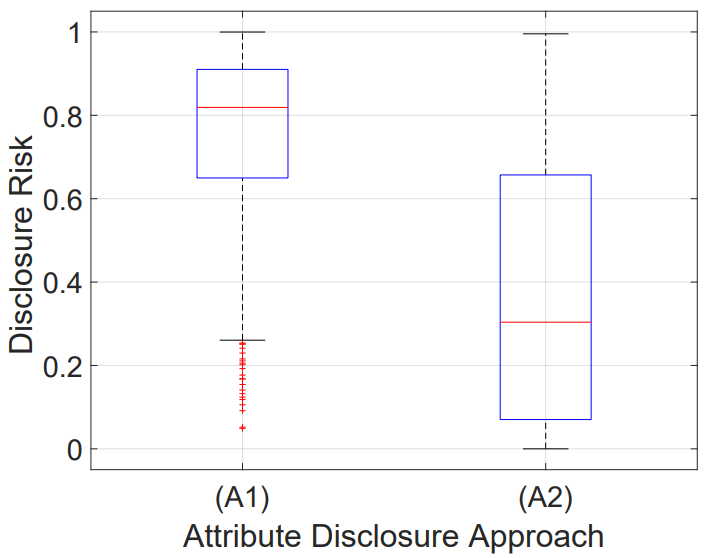 Disclosure Risk
1
0.8
0.6
0.4
0.2
0
(A1) (A2)
Attribute Disclosure Approach